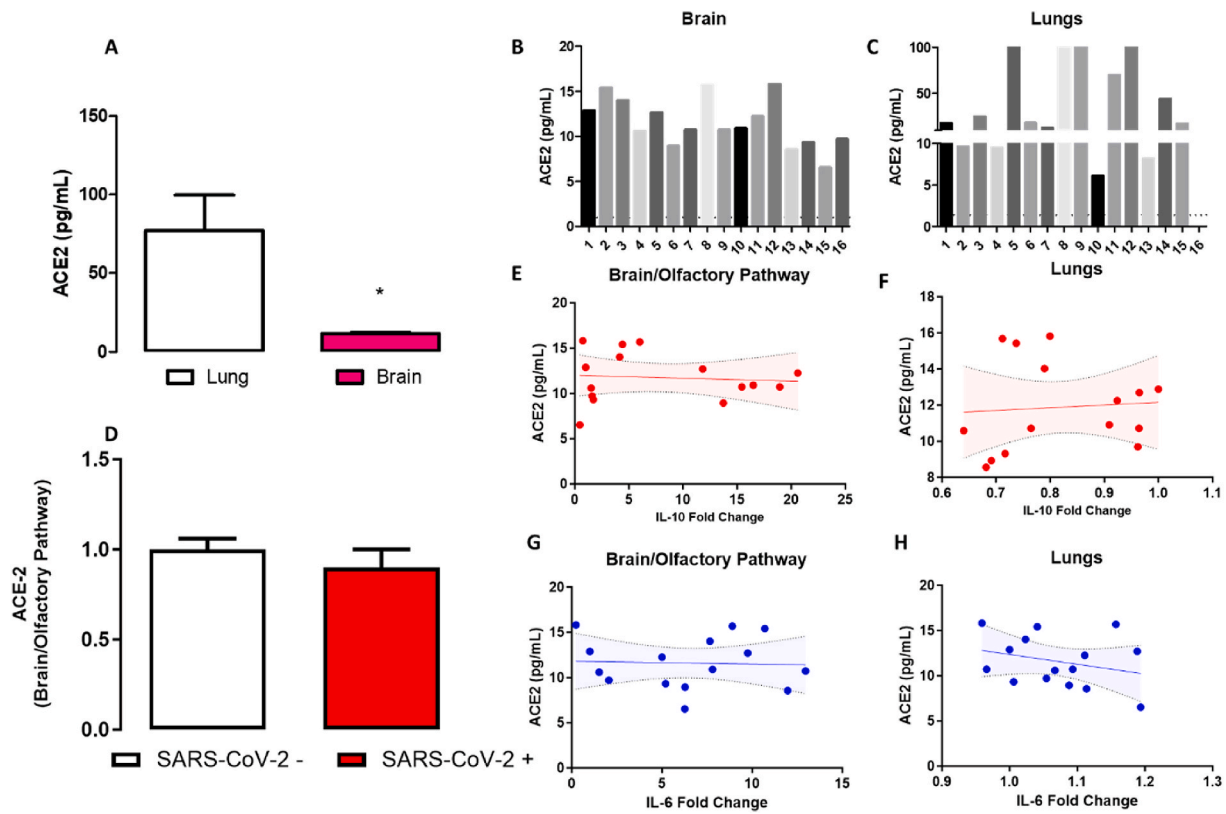 A
ACE2 (pg/mL)
150
100
50
0
*
Lung
Brain
B
Brain
ACE2 (pg/mL)
20
15
10
5
0
1 2 3 4 5 6 7 8 9 10 11 12 13 14 15 16
C
Lungs
ACE2 (pg/mL)
100
50
10
5
0
1 2 3 4 5 6 7 8 9 10 11 12 13 14 15 16
D
ACE-2
(Brain/Olfactory Pathway)
1.5
1.0
0.5
0.0
SARS-CoV-2 -
SARS-CoV-2 +
E
Brain/Olfactory Pathway
ACE2 (pg/mL)
20
15
10
5
0
0 5 10 15 20 25
IL-10 Fold Change
F
Lungs
ACE2 (pg/mL)
18
16
14
12
10
8
0.6 0.7 0.8 0.9 1.0 1.1
IL-10 Fold Change
G
Brain/Olfactory Pathway
ACE2 (pg/mL)
20
15
10
5
0
0 5 10 15
IL-6 Fold Change
H
Lungs
ACE2 (pg/mL)
20
15
10
5
0
0.9 1.0 1.1 1.2 1.3
IL-6 Fold Change